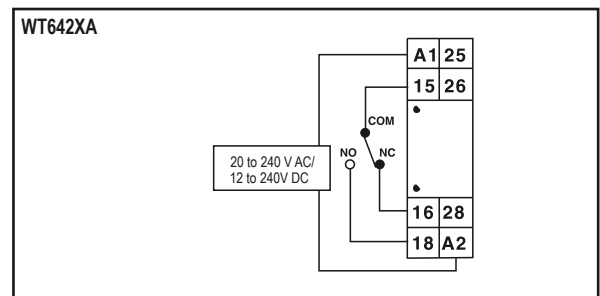 WT642XA
A1 25
15 26
COM
NO NC
20 to 240 V AC/
12 to 240V DC
16 28
18 A2